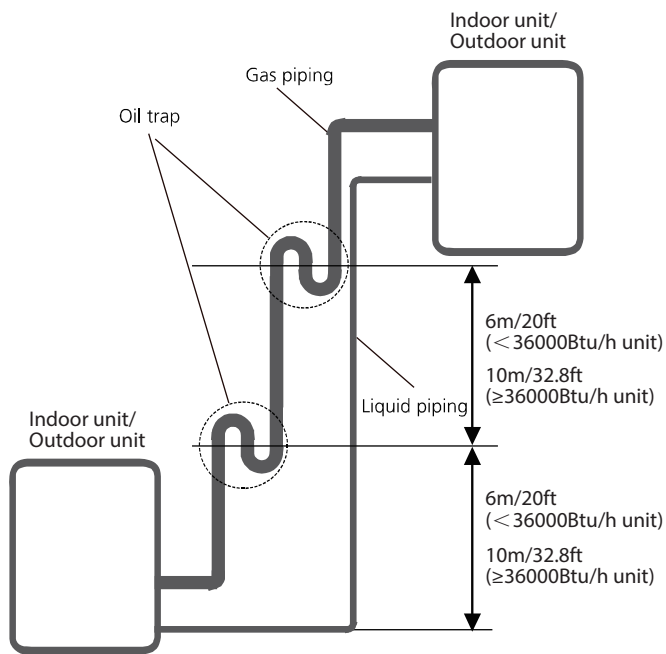 Indoor unit/
Outdoor unit
Gas piping
Oil trap
6m/20ft
(<36000Btu/h unit)
10m/32.8ft
(≥36000Btu/h unit)
Liquid piping
Indoor unit/
Outdoor unit
6m/20ft
(<36000Btu/h unit)
10m/32.8ft
(≥36000Btu/h unit)